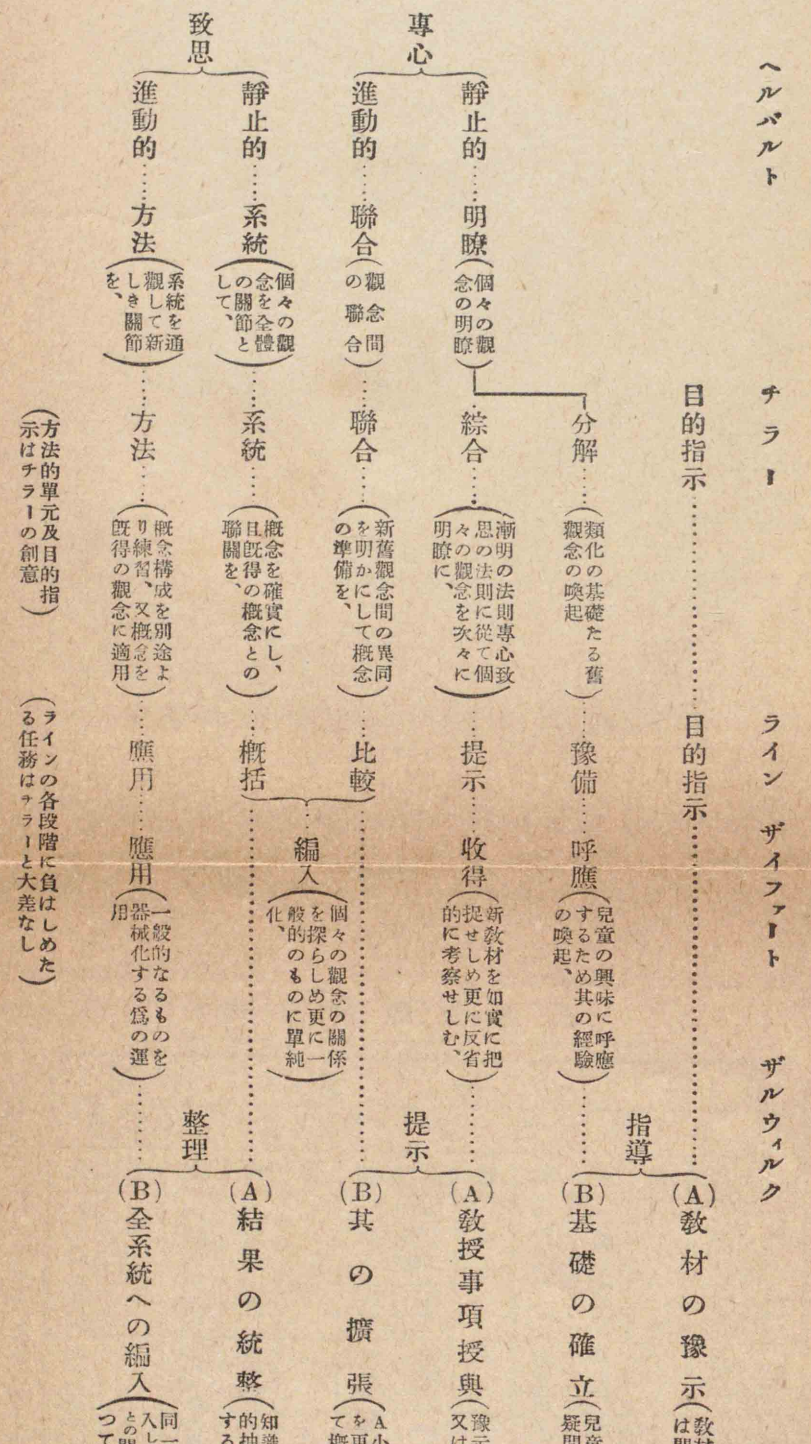 ヘルバルト
チラー
ライン
ザイファート
ザルウィルク
目的指示
目的指示
指導
(A)教材の豫示
分解
(類化の基礎たる舊
觀念の喚起)
豫備
呼應
(兒童の興味に呼應
するため其の經驗
の喚起、)
(B)基礎の確立
專心
靜止的
明瞭
(個々の觀
念の明瞭)
綜合
(漸明の法則專心致
思の法則に從て個
々の觀念を次々に
明瞭に、)
提示
收得
(新教材を如實に把
捉せしめ更に反省
的に考察せしむ、)
提示
(A)教授事項授與
進動的
聯合
(觀念間
の聯合)
聯合
(新舊觀念間の異同
を明かにして概念
の準備を、)
比較
(B)其の擴張
編入
(個々の觀念の關係
を探らしめ更に一
般的のものに單純
化、)
致思
靜止的
系統
(個々の觀
念を全體
の關節と
して、)
系統
(概念を確實にし、
且既得の概念との
聯關を、)
概括
整理
(A)結果の統整
進動的
方法
(系統を通
觀して新
しき關節
を、)
方法
(概念構成を別途よ
り練習、又概念を
既得の觀念に適用)
應用
應用
(一般的なるものを
器械化する爲の運
用)
(B)全系統への編入
(方法的單元及目的指
示はチラーの創意)
(ラインの各段階に負はしめた
る任務はチラーと大差なし)